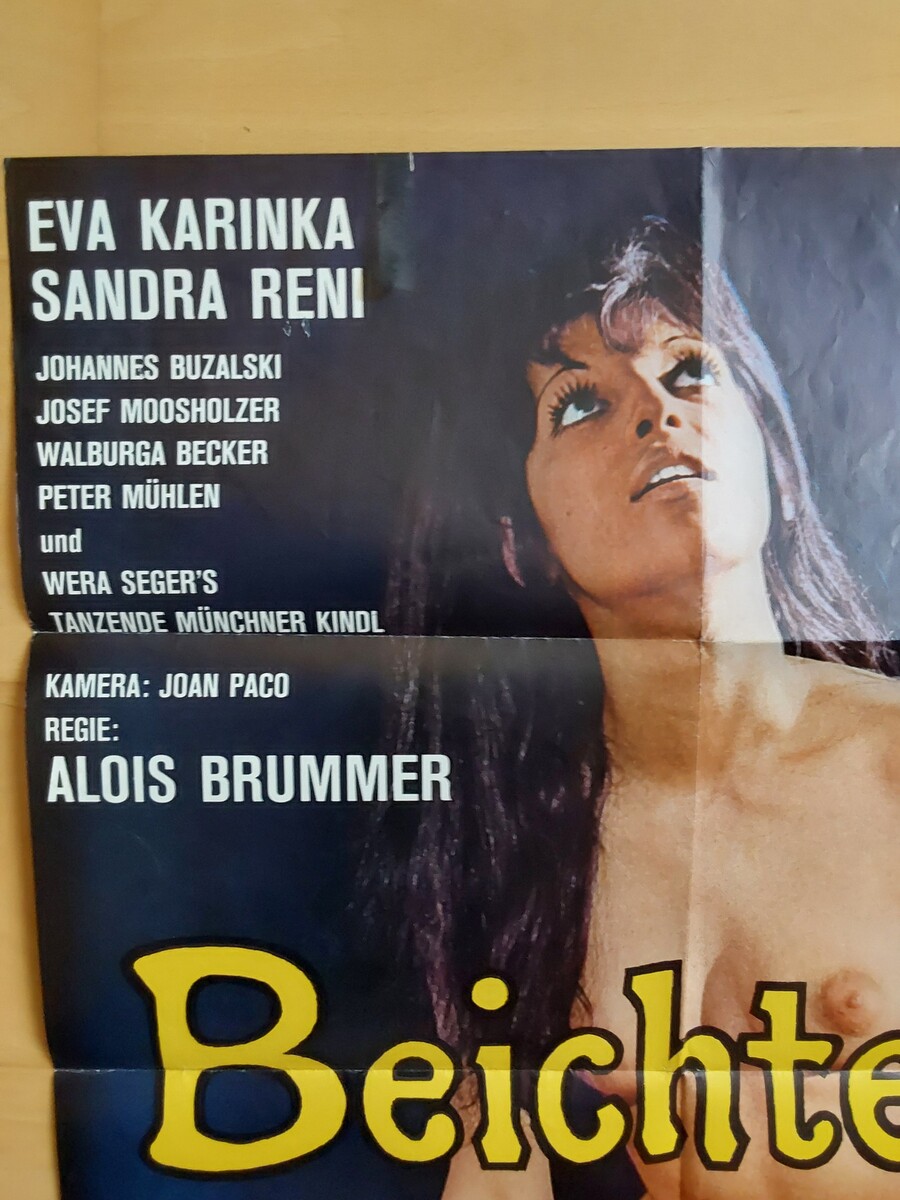 EVA KARINKA
SANDRA RENI
JOHANNES BUZALSKI
JOSEF MOOSHOLZER
WALBURGA BECKER
PETER MÜHLEN
und
WERA SEGER'S
TANZENDE MÜNCHNER KINDL
KAMERA: JOAN PACO
REGIE:
ALOIS BRUMMER
Beichte